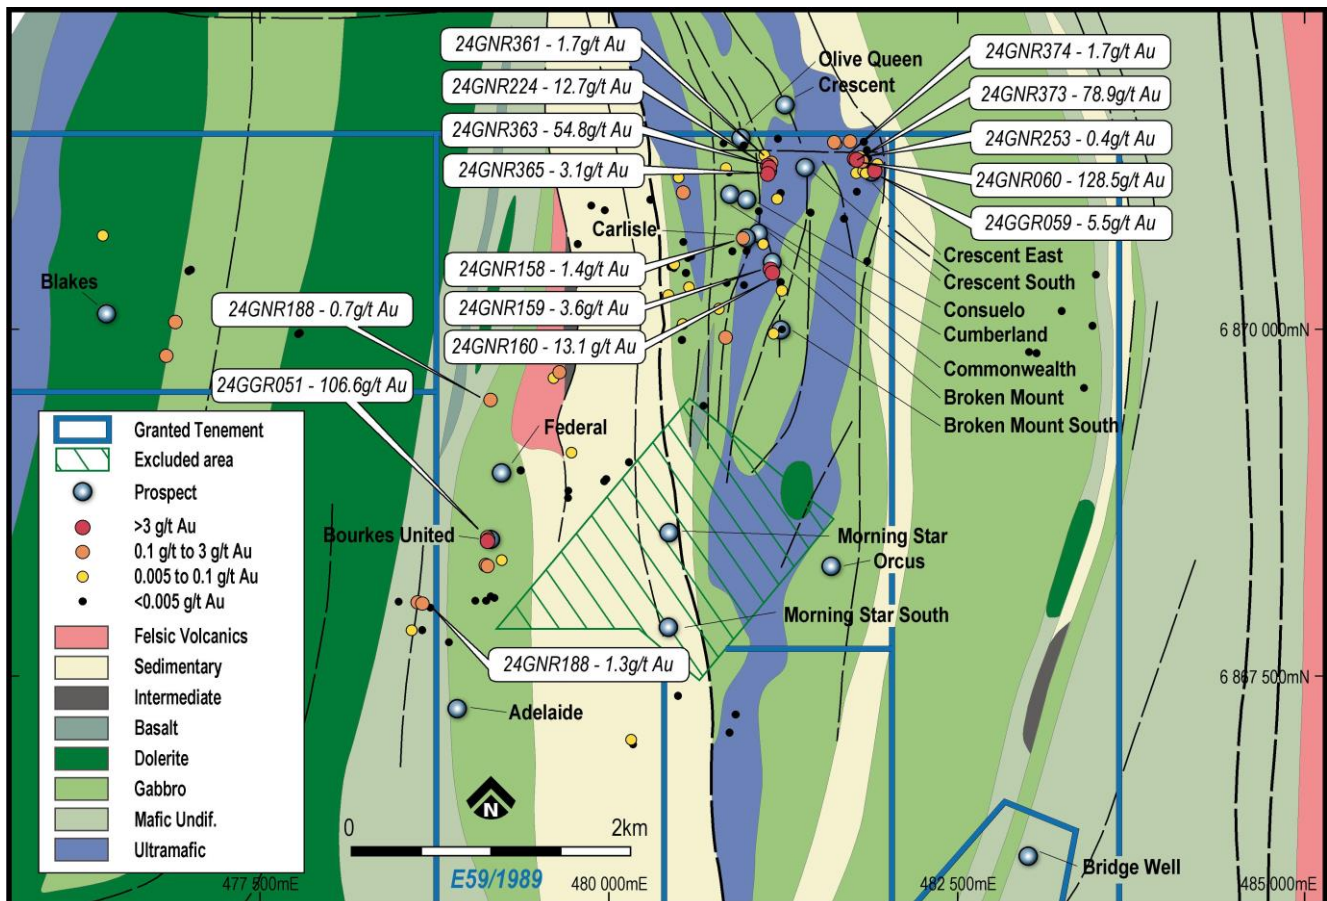 24GNR361 - 1.7g/t Au
24GNR224 - 12.7g/t Au
24GNR363 - 54.8g/t Au
24GNR365 - 3.1g/t Au
Olive Queen
Crescent
24GNR374 - 1.7g/t Au
24GNR373 - 78.9g/t Au
24GNR253 - 0.4g/t Au
24GNR060 - 128.5g/t Au
24GGR059 - 5.5g/t Au
Carlisle
24GNR158 - 1.4g/t Au
24GNR159 - 3.6g/t Au
24GNR160 - 13.1 g/t Au
Crescent East
Crescent South
Consuelo
Cumberland
Commonwealth
Broken Mount
Broken Mount South
Blakes
24GNR188 - 0.7g/t Au
24GGR051 - 106.6g/t Au
6 870 000mN
Federal
Bourkes United
Morning Star
Orcus
Morning Star South
24GNR188 - 1.3g/t Au
6 867 500mN
Adelaide
Bridge Well
Granted Tenement
Excluded area
Prospect
>3 g/t Au
0.1 g/t to 3 g/t Au
0.005 to 0.1 g/t Au
<0.005 g/t Au
Felsic Volcanics
Sedimentary
Intermediate
Basalt
Dolerite
Gabbro
Mafic Undif.
Ultramafic
N
0 2km
E59/1989
477 500mE
480 000mE
482 500mE
485 000mE